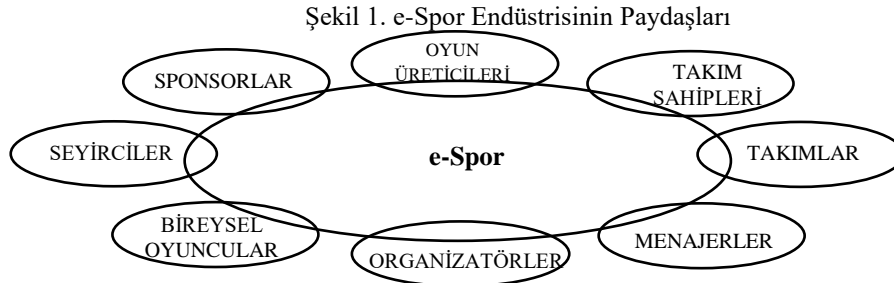 Şekil 1. e-Spor Endüstrisinin Paydaşları
OYUN
ÜRETİCİLERİ
SPONSORLAR
TAKIM
SAHİPLERİ
SEYİRCİLER
e-Spor
TAKIMLAR
BİREYSEL
OYUNCULAR
ORGANİZATÖRLER
MENAJERLER